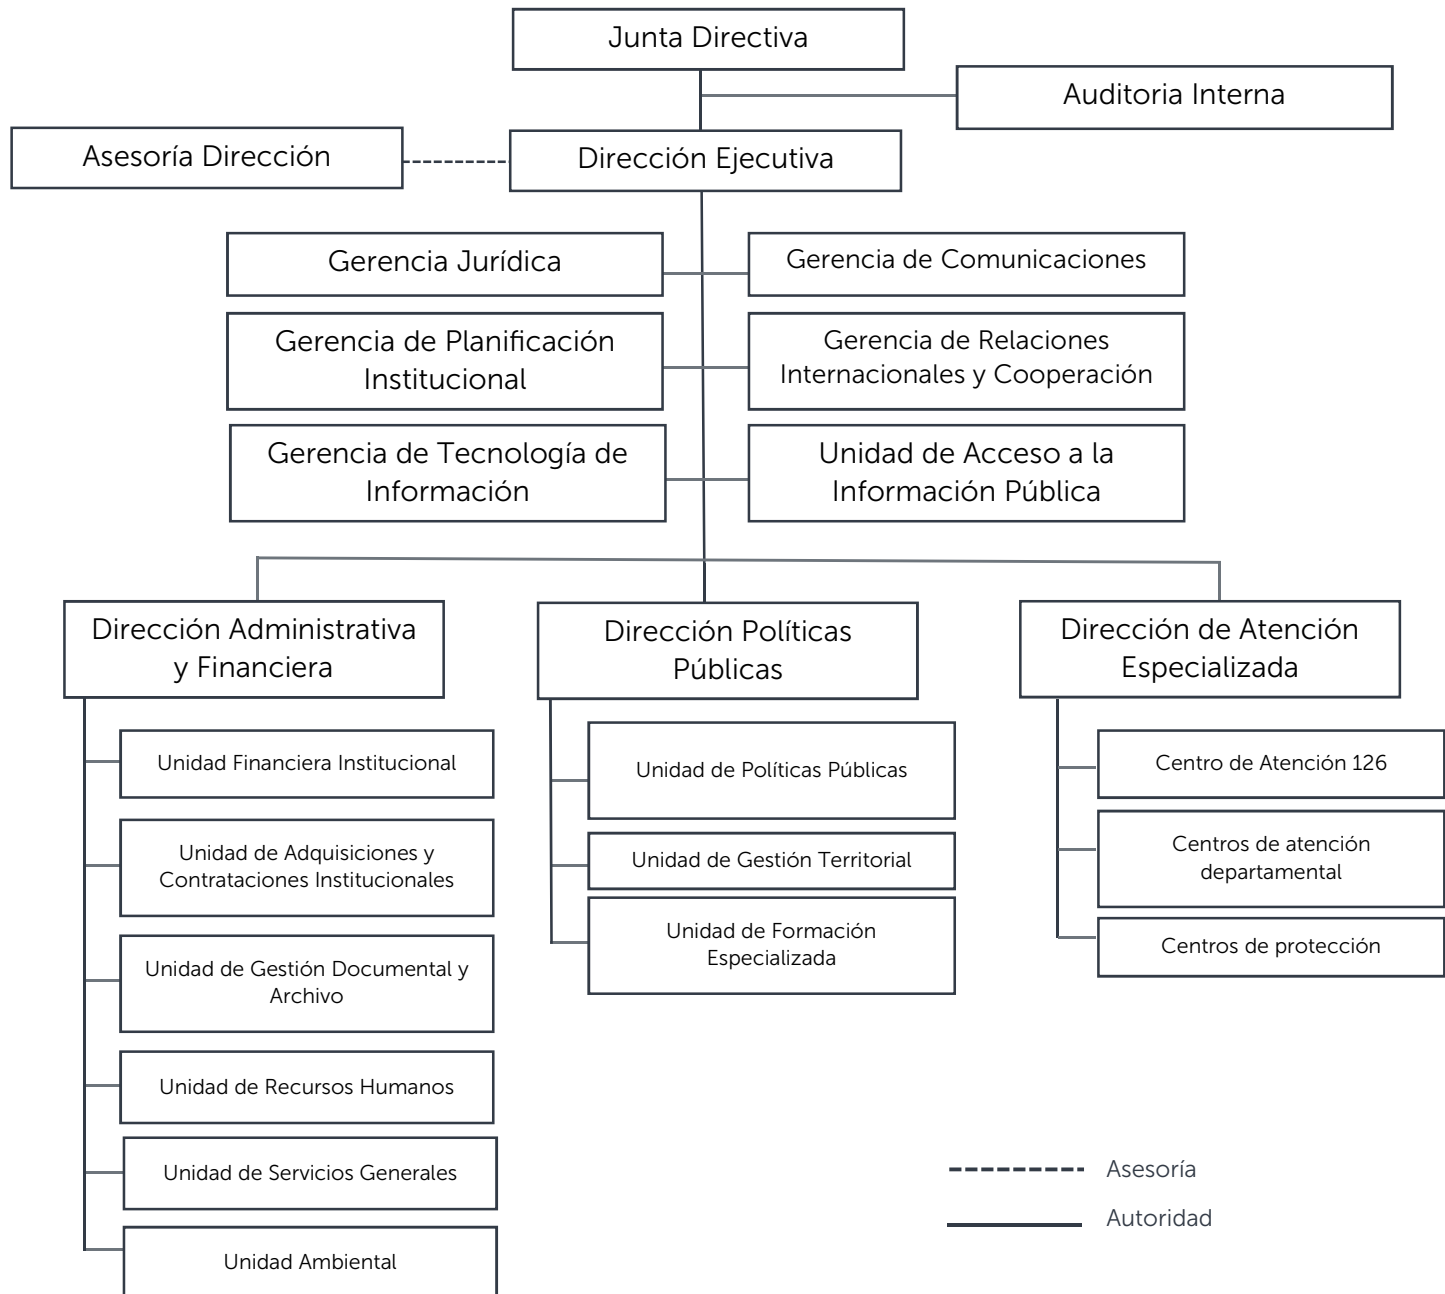 Junta Directiva
Auditoria Interna
Asesoría Dirección
Dirección Ejecutiva
Gerencia Jurídica
Gerencia de Comunicaciones
Gerencia de Planificación
Institucional
Gerencia de Relaciones
Internacionales y Cooperación
Gerencia de Tecnología de
Información
Unidad de Acceso a la
Información Pública
Dirección Administrativa
y Financiera
Unidad Financiera Institucional
Unidad de Adquisiciones y
Contrataciones Institucionales
Unidad de Gestión Documental y
Archivo
Unidad de Recursos Humanos
Unidad de Servicios Generales
Unidad Ambiental
Dirección Políticas
Públicas
Unidad de Políticas Públicas
Unidad de Gestión Territorial
Unidad de Formación
Especializada
Dirección de Atención
Especializada
Centro de Atención 126
Centros de atención
departamental
Centros de protección
Asesoría
Autoridad